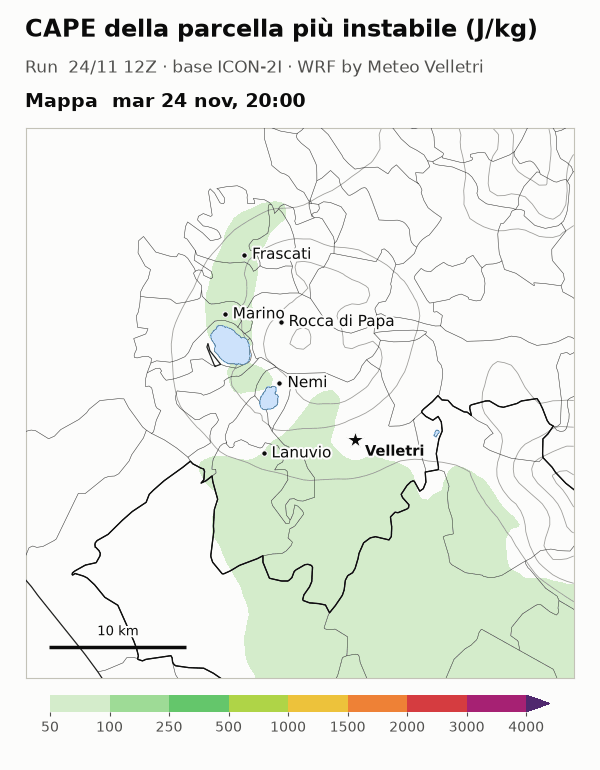 CAPE della parcella più instabile (J/kg)
Run  24/11 12Z · base ICON-2I · WRF by Meteo Velletri
Mappa  mar 24 nov, 20:00
Frascati
Marino
Rocca di Papa
Nemi
Velletri
Lanuvio
10 km
50 100 250 500 1000 1500 2000 3000 4000